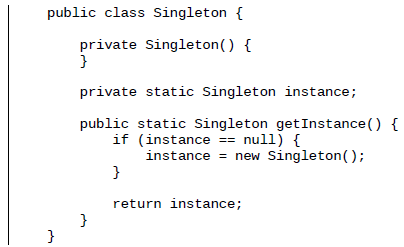 public class Singleton {
private Singleton() {
}
private static Singleton instance;
public static Singleton getInstance() {
if (instance == null) {
instance = new Singleton();
}
return instance;
}
}